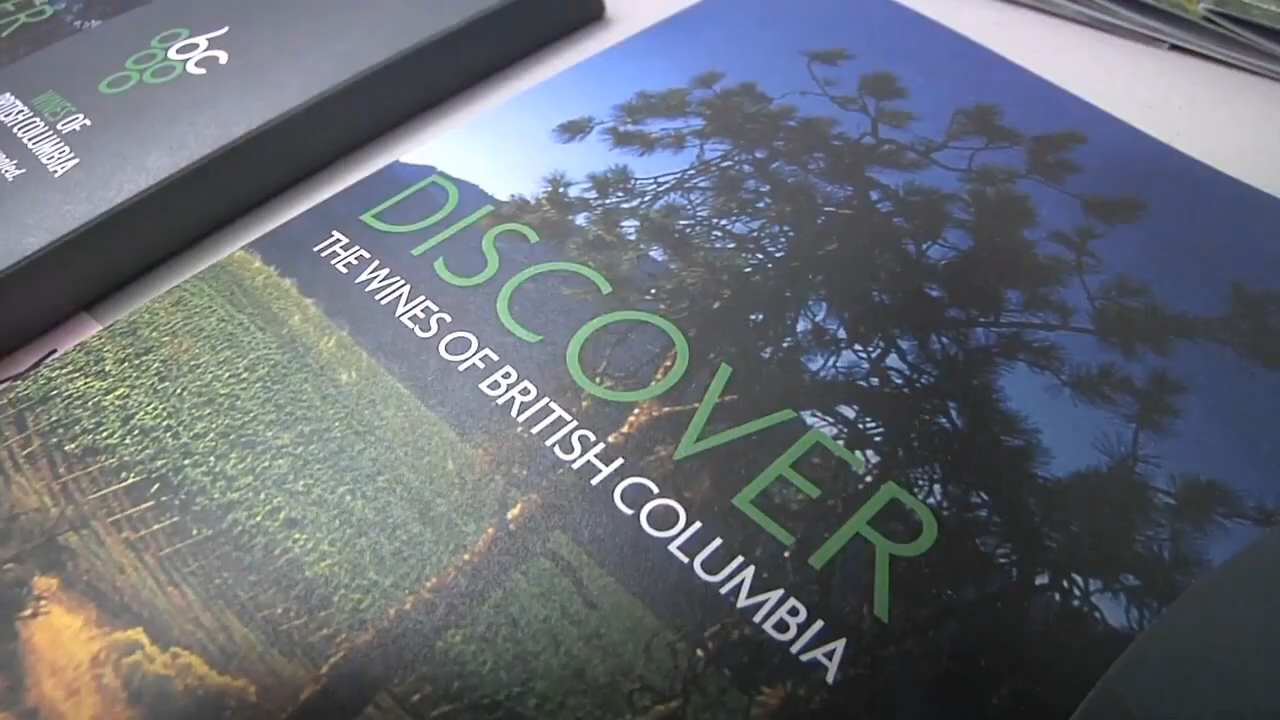 bc
WINES OF
BRITISH COLUMBIA
DISCOVER
THE WINES OF BRITISH COLUMBIA